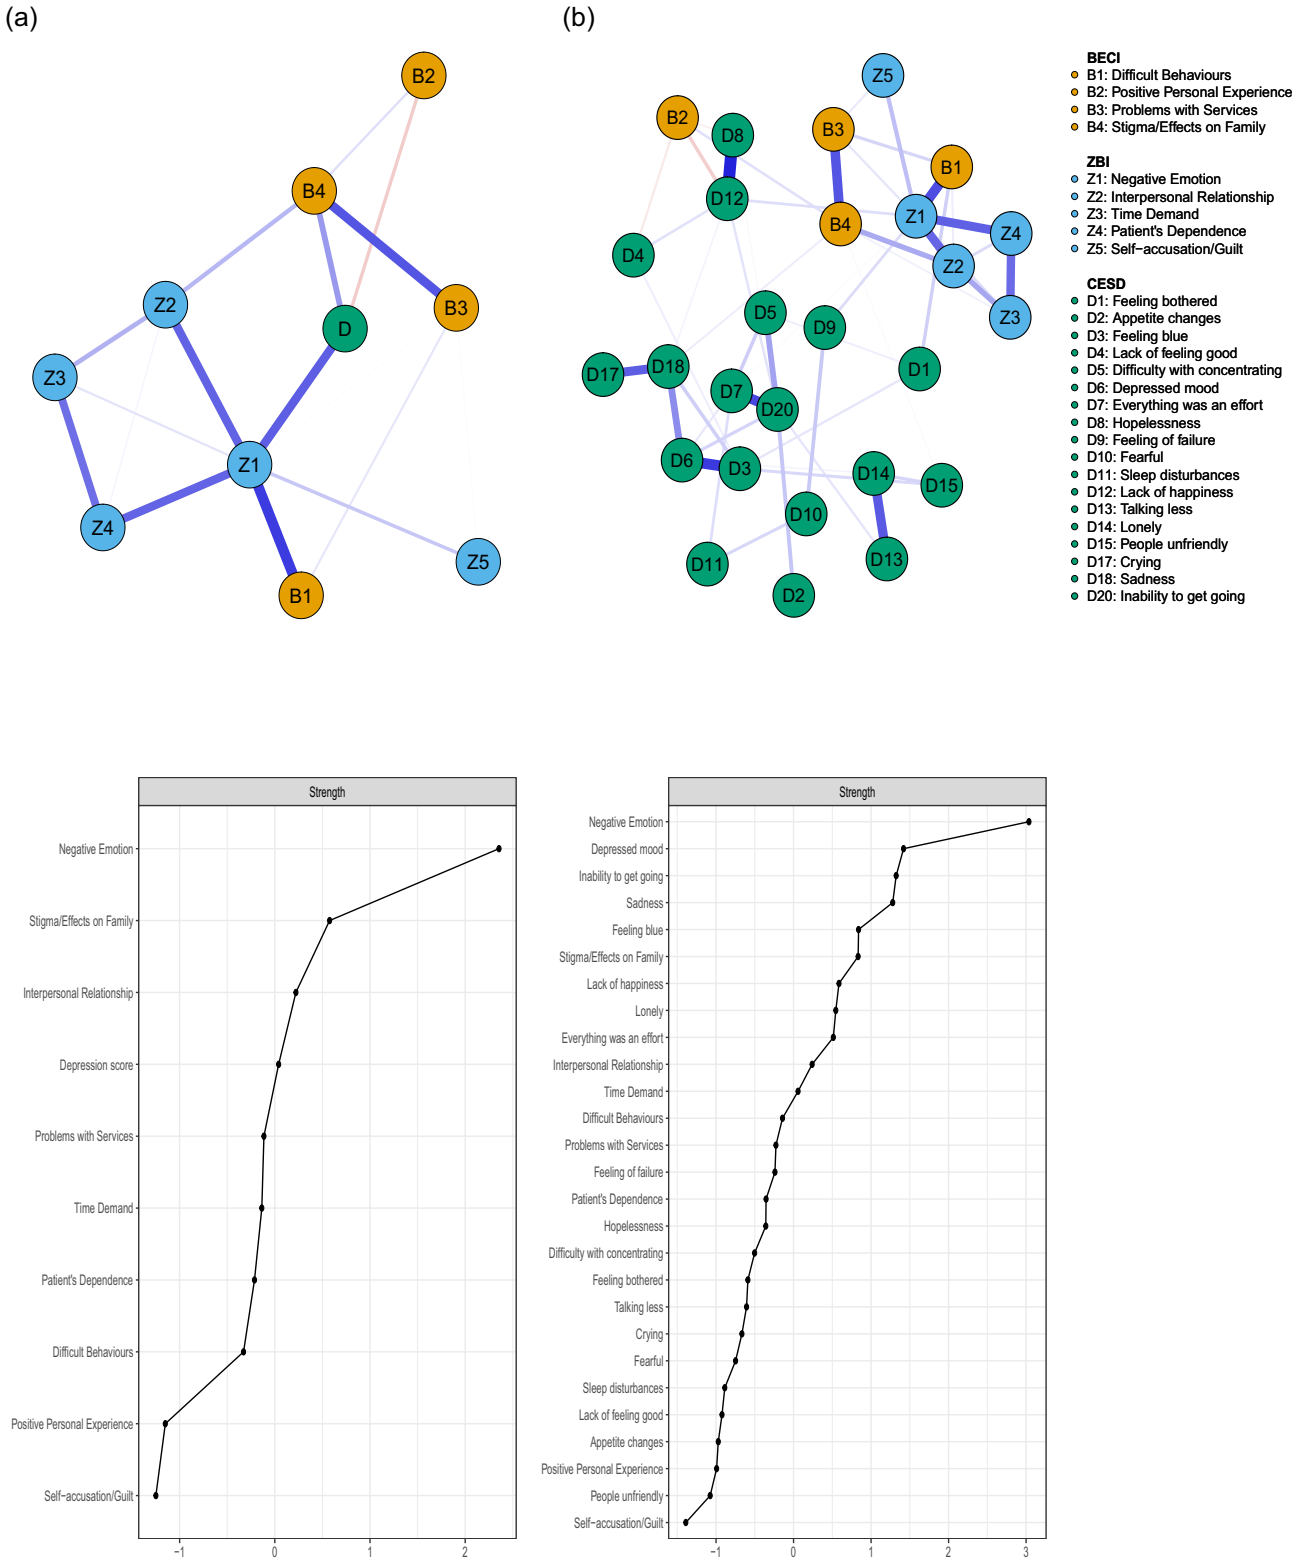 (a)
(b)
B2
B4
B3
D
Z2
Z3
Z1
Z4
Z5
B1
Z5
B2
D8
B3
B1
D12
Z1
B4
Z4
D4
Z2
Z3
D5
D9
D17
D18
D1
D7
D20
D6
D3
D14
D15
D10
D11
D13
D2
BECI
B1: Difficult Behaviours
B2: Positive Personal Experience
B3: Problems with Services
B4: Stigma/Effects on Family
ZBI
Z1: Negative Emotion
Z2: Interpersonal Relationship
Z3: Time Demand
Z4: Patient's Dependence
Z5: Self−accusation/Guilt
CESD
D1: Feeling bothered
D2: Appetite changes
D3: Feeling blue
D4: Lack of feeling good
D5: Difficulty with concentrating
D6: Depressed mood
D7: Everything was an effort
D8: Hopelessness
D9: Feeling of failure
D10: Fearful
D11: Sleep disturbances
D12: Lack of happiness
D13: Talking less
D14: Lonely
D15: People unfriendly
D17: Crying
D18: Sadness
D20: Inability to get going
Strength
Negative Emotion
Stigma/Effects on Family
Interpersonal Relationship
Depression score
Problems with Services
Time Demand
Patient's Dependence
Difficult Behaviours
Positive Personal Experience
Self−accusation/Guilt
−1 0 1 2
Strength
Negative Emotion
Depressed mood
Inability to get going
Sadness
Feeling blue
Stigma/Effects on Family
Lack of happiness
Lonely
Everything was an effort
Interpersonal Relationship
Time Demand
Difficult Behaviours
Problems with Services
Feeling of failure
Patient's Dependence
Hopelessness
Difficulty with concentrating
Feeling bothered
Talking less
Crying
Fearful
Sleep disturbances
Lack of feeling good
Appetite changes
Positive Personal Experience
People unfriendly
Self−accusation/Guilt
−1 0 1 2 3